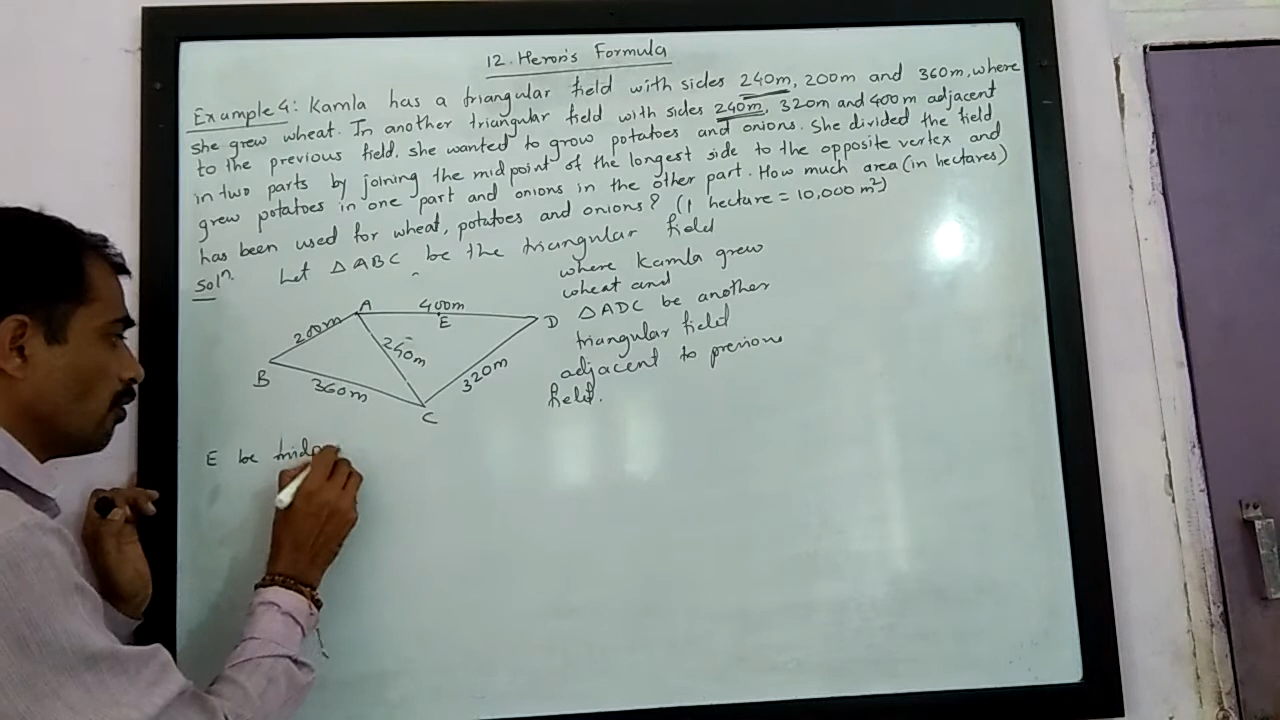 12. Heron's Formula
Example 4: Kamla has a triangular field with sides 240m, 200m and 360m, where
she grew wheat. In another triangular field with sides 240m, 320m and 400m adjacent
to the previous field. she wanted to grow potatoes and onions. She divided the field
in two parts by joining the midpoint of the longest side to the opposite vertex and
grew potatoes in one part and onions in the other part. How much area (in hectares)
has been used for wheat, potatoes and onions? (1 hectare = 10,000 m²)
Solⁿ. Let △ABC be the triangular field
where Kamla grew
wheat and
△ADC be another
triangular field
adjacent to previous
field.
A
400m
E
D
200m
240m
B
360m
320m
C
E be midpo